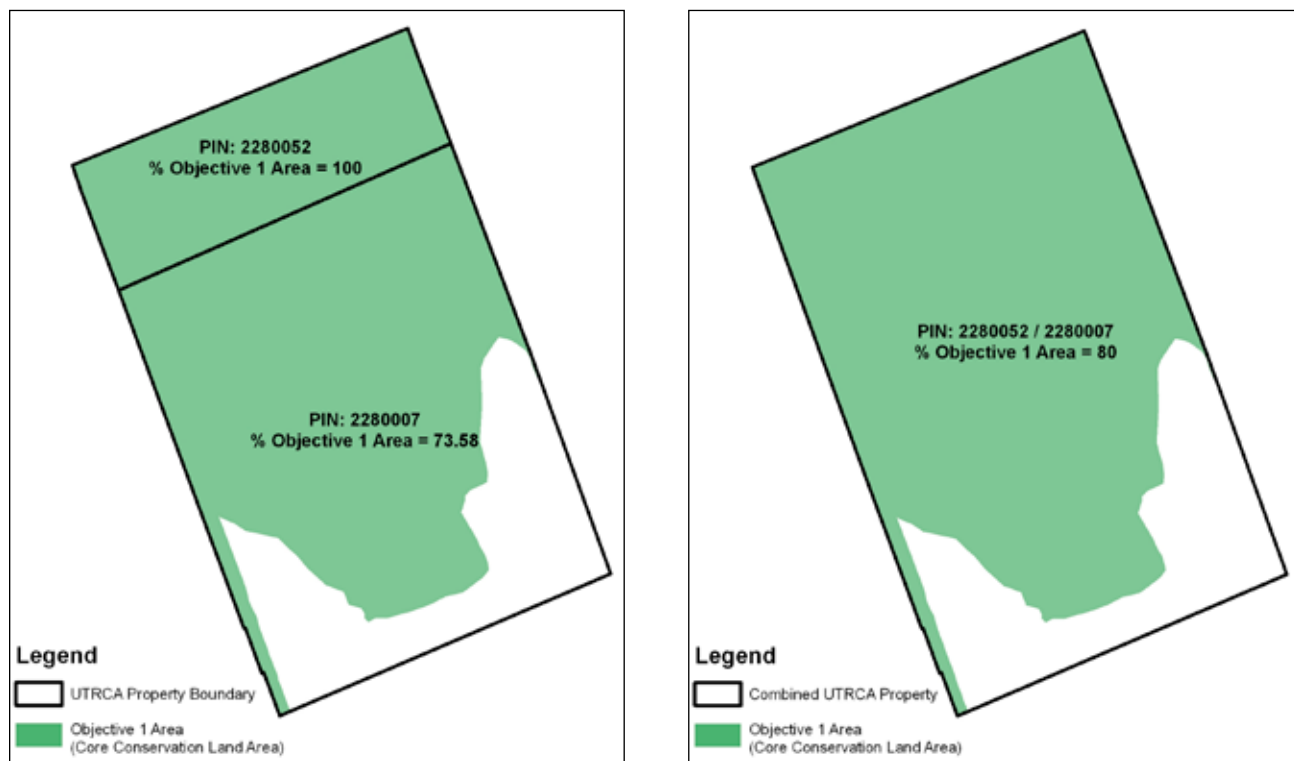 PIN: 2280052
% Objective 1 Area = 100
PIN: 2280007
% Objective 1 Area = 73.58
Legend
UTRCA Property Boundary
Objective 1 Area
(Core Conservation Land Area)
PIN: 2280052 / 2280007
% Objective 1 Area = 80
Legend
Combined UTRCA Property
Objective 1 Area
(Core Conservation Land Area)